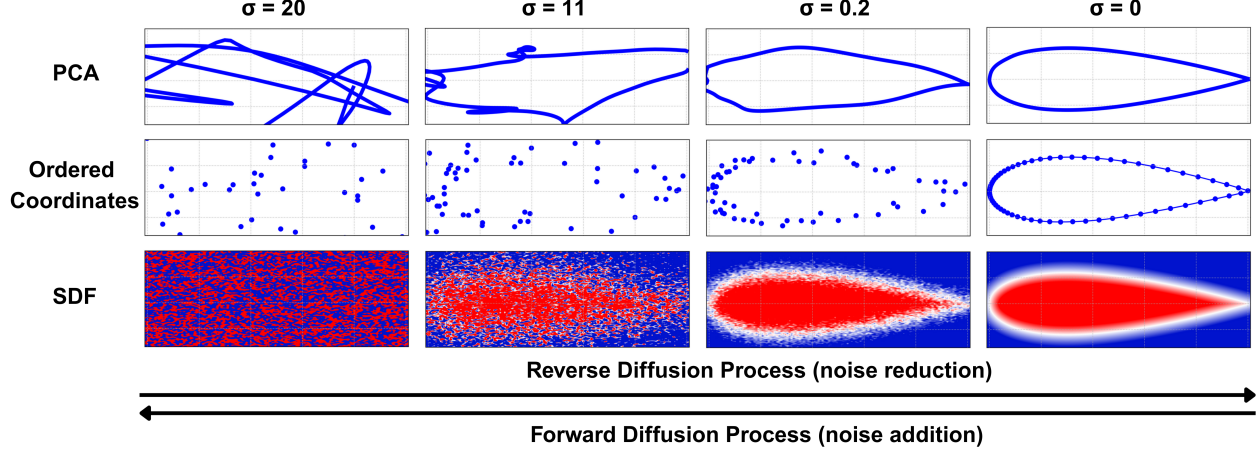 σ = 20
σ = 11
σ = 0.2
σ = 0
PCA
Ordered
Coordinates
SDF
Reverse Diffusion Process (noise reduction)
Forward Diffusion Process (noise addition)